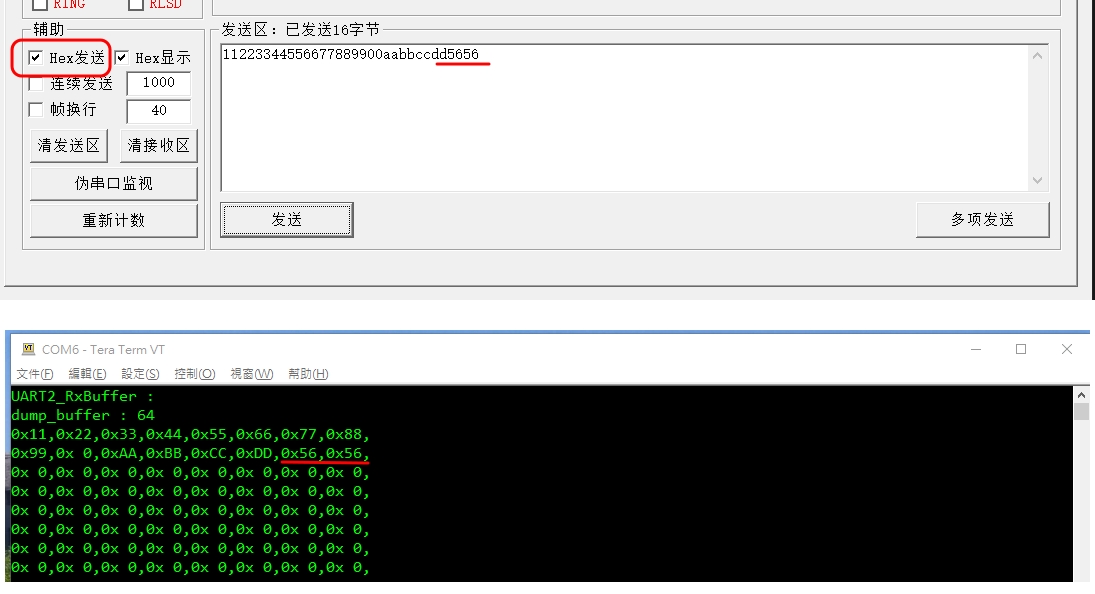 RING RLSD
辅助
Hex发送 Hex显示
连续发送 1000
帧换行 40
清发送区 清接收区
伪串口监视
重新计数
发送区：已发送16字节
11223344556677889900aabbccdd5656
发送 多项发送
VT COM6 - Tera Term VT
文件(F) 編輯(E) 設定(S) 控制(O) 視窗(W) 幫助(H)
UART2_RxBuffer :
dump_buffer : 64
0x11,0x22,0x33,0x44,0x55,0x66,0x77,0x88,
0x99,0x 0,0xAA,0xBB,0xCC,0xDD,0x56,0x56,
0x 0,0x 0,0x 0,0x 0,0x 0,0x 0,0x 0,0x 0,
0x 0,0x 0,0x 0,0x 0,0x 0,0x 0,0x 0,0x 0,
0x 0,0x 0,0x 0,0x 0,0x 0,0x 0,0x 0,0x 0,
0x 0,0x 0,0x 0,0x 0,0x 0,0x 0,0x 0,0x 0,
0x 0,0x 0,0x 0,0x 0,0x 0,0x 0,0x 0,0x 0,
0x 0,0x 0,0x 0,0x 0,0x 0,0x 0,0x 0,0x 0,